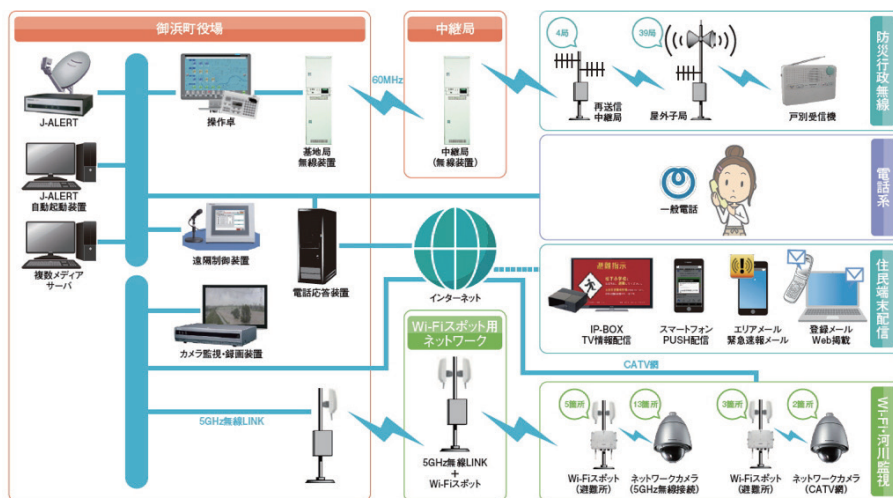 御浜町役場
J-ALERT
操作卓
基地局
無線装置
60MHz
J-ALERT
自動起動装置
複数メディア
サーバ
遠隔制御装置
電話応答装置
カメラ監視・録画装置
5GHz無線LINK
中継局
中継局
(無線装置)
インターネット
Wi-Fiスポット用
ネットワーク
5GHz無線LINK
+
Wi-Fiスポット
CATV網
4局
再送信
中継局
39局
屋外子局
戸別受信機
防災行政無線
一般電話
電話系
避難指示
IP-BOX
TV情報配信
スマートフォン
PUSH配信
エリアメール
緊急速報メール
登録メール
Web掲載
住民端末配信
5箇所
Wi-Fiスポット
(避難所)
13箇所
ネットワークカメラ
(5GHz無線接続)
3箇所
Wi-Fiスポット
(避難所)
2箇所
ネットワークカメラ
(CATV網)
Wi-Fi・河川監視